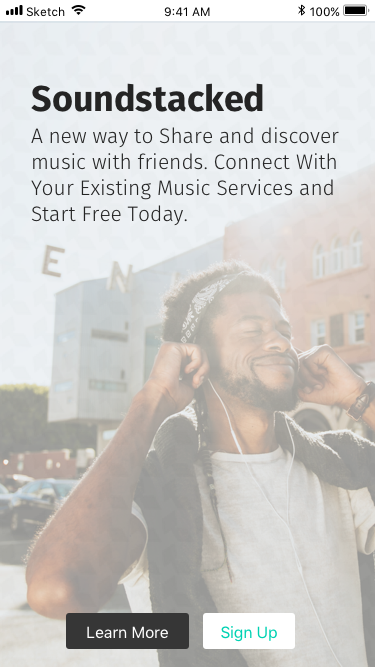 Sketch 9:41 AM 100%
Soundstacked
A new way to Share and discover
music with friends. Connect With
Your Existing Music Services and
Start Free Today.
E N
Learn More Sign Up